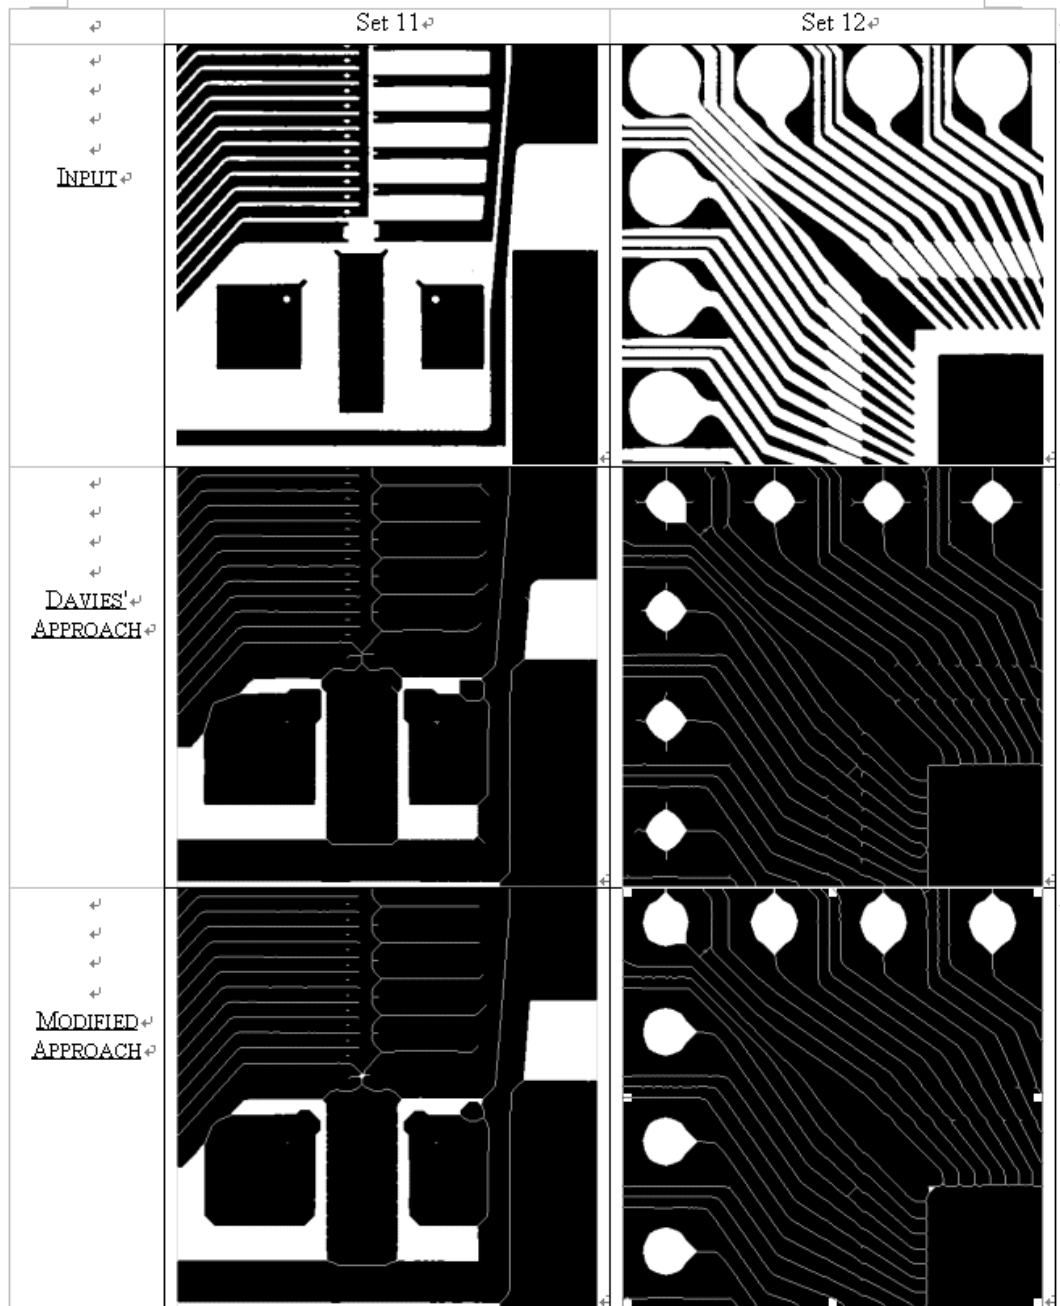 Set 11
Set 12
INPUT
DAVIES'
APPROACH
MODIFIED
APPROACH